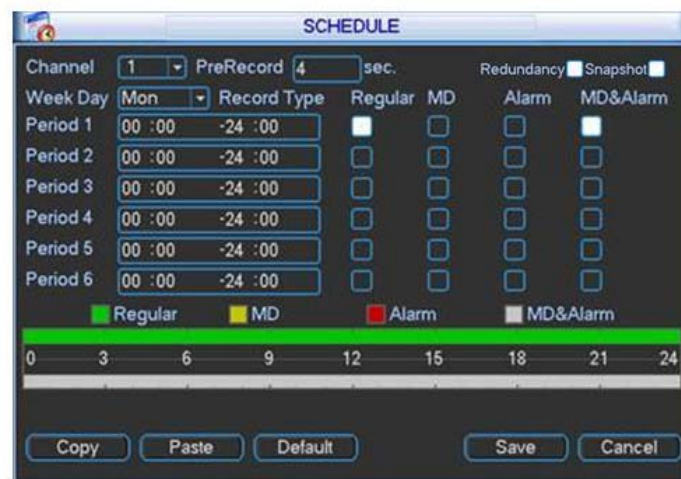 SCHEDULE
Channel 1 PreRecord 4 sec. Redundancy Snapshot
Week Day Mon Record Type Regular MD Alarm MD&Alarm
Period 1 00 :00 -24 :00
Period 2 00 :00 -24 :00
Period 3 00 :00 -24 :00
Period 4 00 :00 -24 :00
Period 5 00 :00 -24 :00
Period 6 00 :00 -24 :00
Regular MD Alarm MD&Alarm
0 3 6 9 12 15 18 21 24
Copy Paste Default Save Cancel